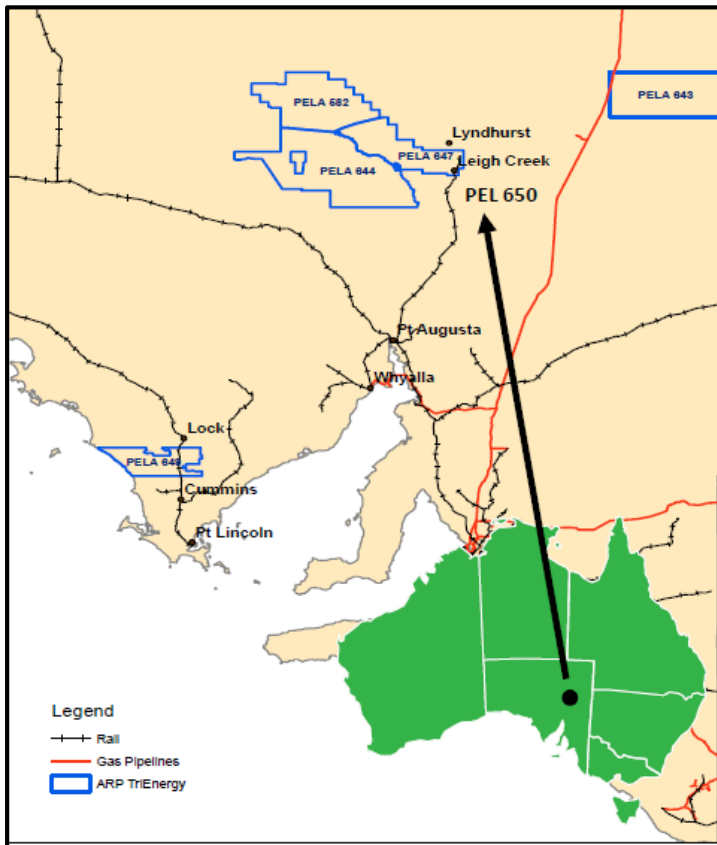 PELA 582
PELA 643
Lyndhurst
PELA 647
Leigh Creek
PELA 644
PEL 650
Pt Augusta
Whyalla
Lock
PELA 649
Cummins
Pt Lincoln
Legend
Rail
Gas Pipelines
ARP TriEnergy